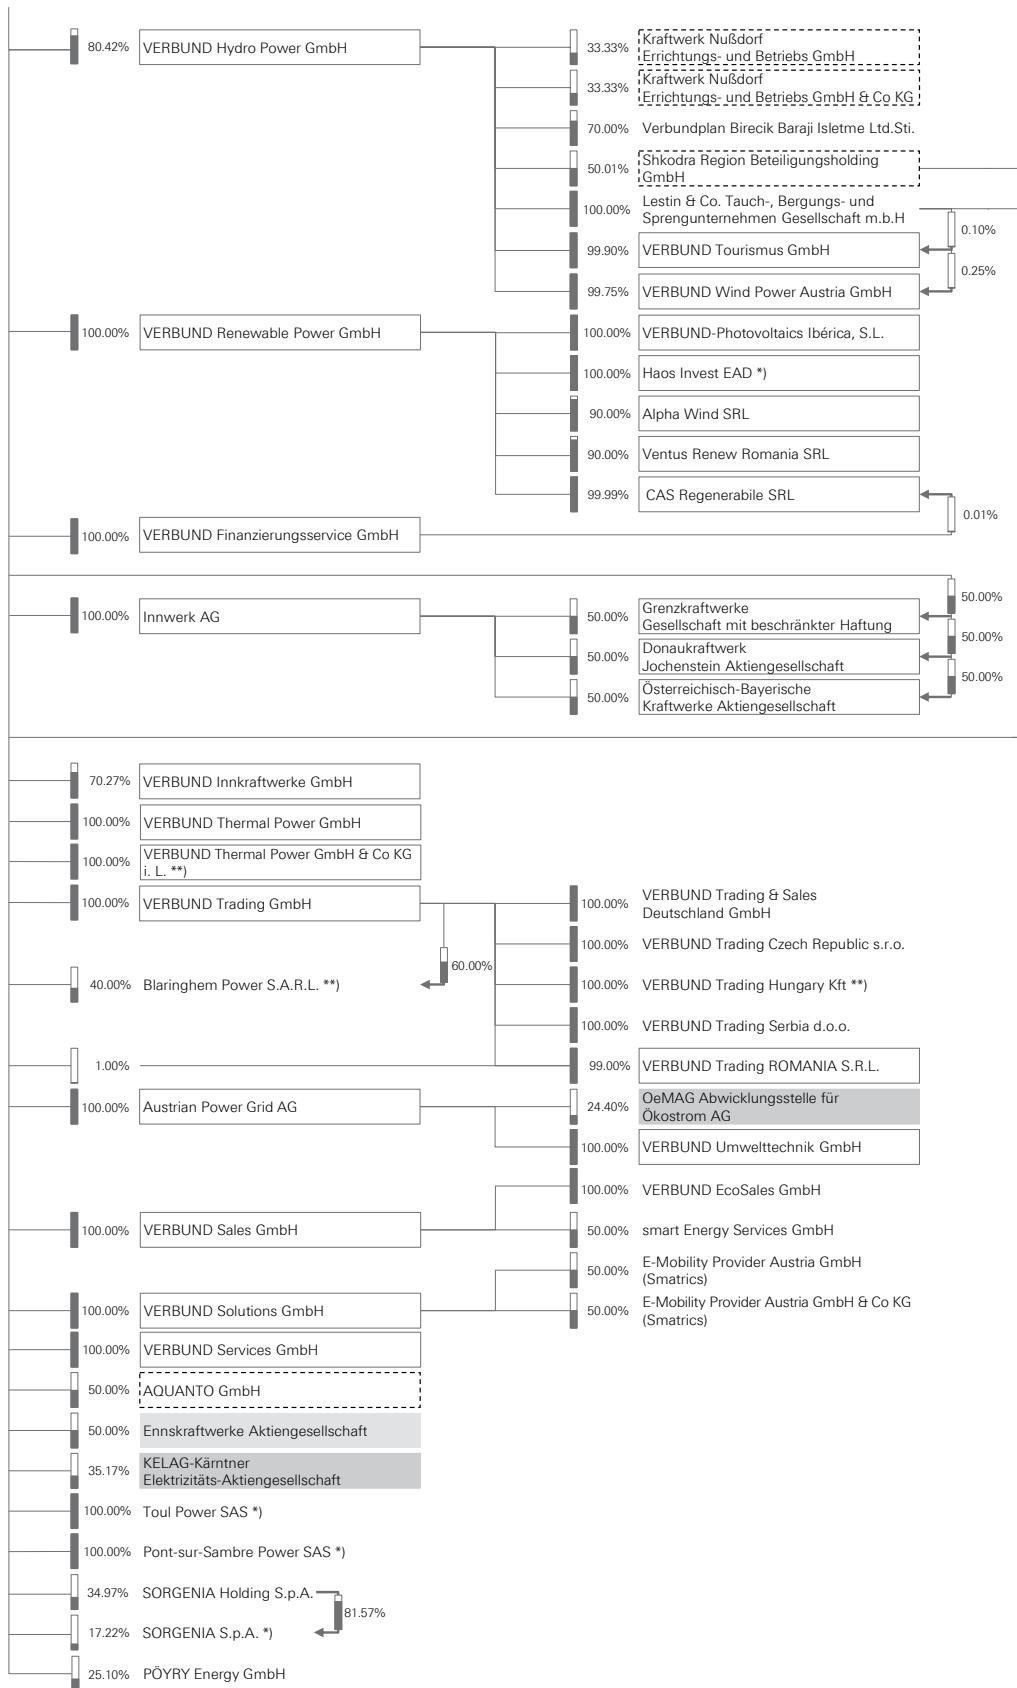 80.42% VERBUND Hydro Power GmbH
33.33% Kraftwerk Nußdorf
Errichtungs- und Betriebs GmbH
33.33% Kraftwerk Nußdorf
Errichtungs- und Betriebs GmbH & Co KG
70.00% Verbundplan Birecik Baraji Isletme Ltd.Sti.
50.01% Shkodra Region Beteiligungsholding
GmbH
100.00% Lestin & Co. Tauch-, Bergungs- und
Sprengunternehmen Gesellschaft m.b.H
0.10%
99.90% VERBUND Tourismus GmbH
0.25%
99.75% VERBUND Wind Power Austria GmbH
100.00% VERBUND Renewable Power GmbH
100.00% VERBUND-Photovoltaics Ibérica, S.L.
100.00% Haos Invest EAD *)
90.00% Alpha Wind SRL
90.00% Ventus Renew Romania SRL
99.99% CAS Regenerabile SRL
0.01%
100.00% VERBUND Finanzierungsservice GmbH
50.00%
100.00% Innwerk AG
50.00% Grenzkraftwerke
Gesellschaft mit beschränkter Haftung
50.00%
50.00% Donaukraftwerk
Jochenstein Aktiengesellschaft
50.00%
50.00% Österreichisch-Bayerische
Kraftwerke Aktiengesellschaft
70.27% VERBUND Innkraftwerke GmbH
100.00% VERBUND Thermal Power GmbH
100.00% VERBUND Thermal Power GmbH & Co KG
i. L. **)
100.00% VERBUND Trading GmbH
100.00% VERBUND Trading & Sales
Deutschland GmbH
100.00% VERBUND Trading Czech Republic s.r.o.
60.00%
40.00% Blaringhem Power S.A.R.L. **)
100.00% VERBUND Trading Hungary Kft **)
100.00% VERBUND Trading Serbia d.o.o.
1.00%
99.00% VERBUND Trading ROMANIA S.R.L.
100.00% Austrian Power Grid AG
24.40% OeMAG Abwicklungsstelle für
Ökostrom AG
100.00% VERBUND Umwelttechnik GmbH
100.00% VERBUND EcoSales GmbH
100.00% VERBUND Sales GmbH
50.00% smart Energy Services GmbH
50.00% E-Mobility Provider Austria GmbH
(Smatrics)
100.00% VERBUND Solutions GmbH
50.00% E-Mobility Provider Austria GmbH & Co KG
(Smatrics)
100.00% VERBUND Services GmbH
50.00% AQUANTO GmbH
50.00% Ennskraftwerke Aktiengesellschaft
35.17% KELAG-Kärntner
Elektrizitäts-Aktiengesellschaft
100.00% Toul Power SAS *)
100.00% Pont-sur-Sambre Power SAS *)
34.97% SORGENIA Holding S.p.A.
81.57%
17.22% SORGENIA S.p.A. *)
25.10% PÖYRY Energy GmbH